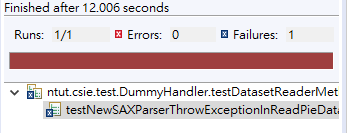 Finished after 12.006 seconds
Runs: 1/1 Errors: 0 Failures: 1
ntut.csie.test.DummyHandler.testDatasetReaderMet
testNewSAXParserThrowExceptionInReadPieData